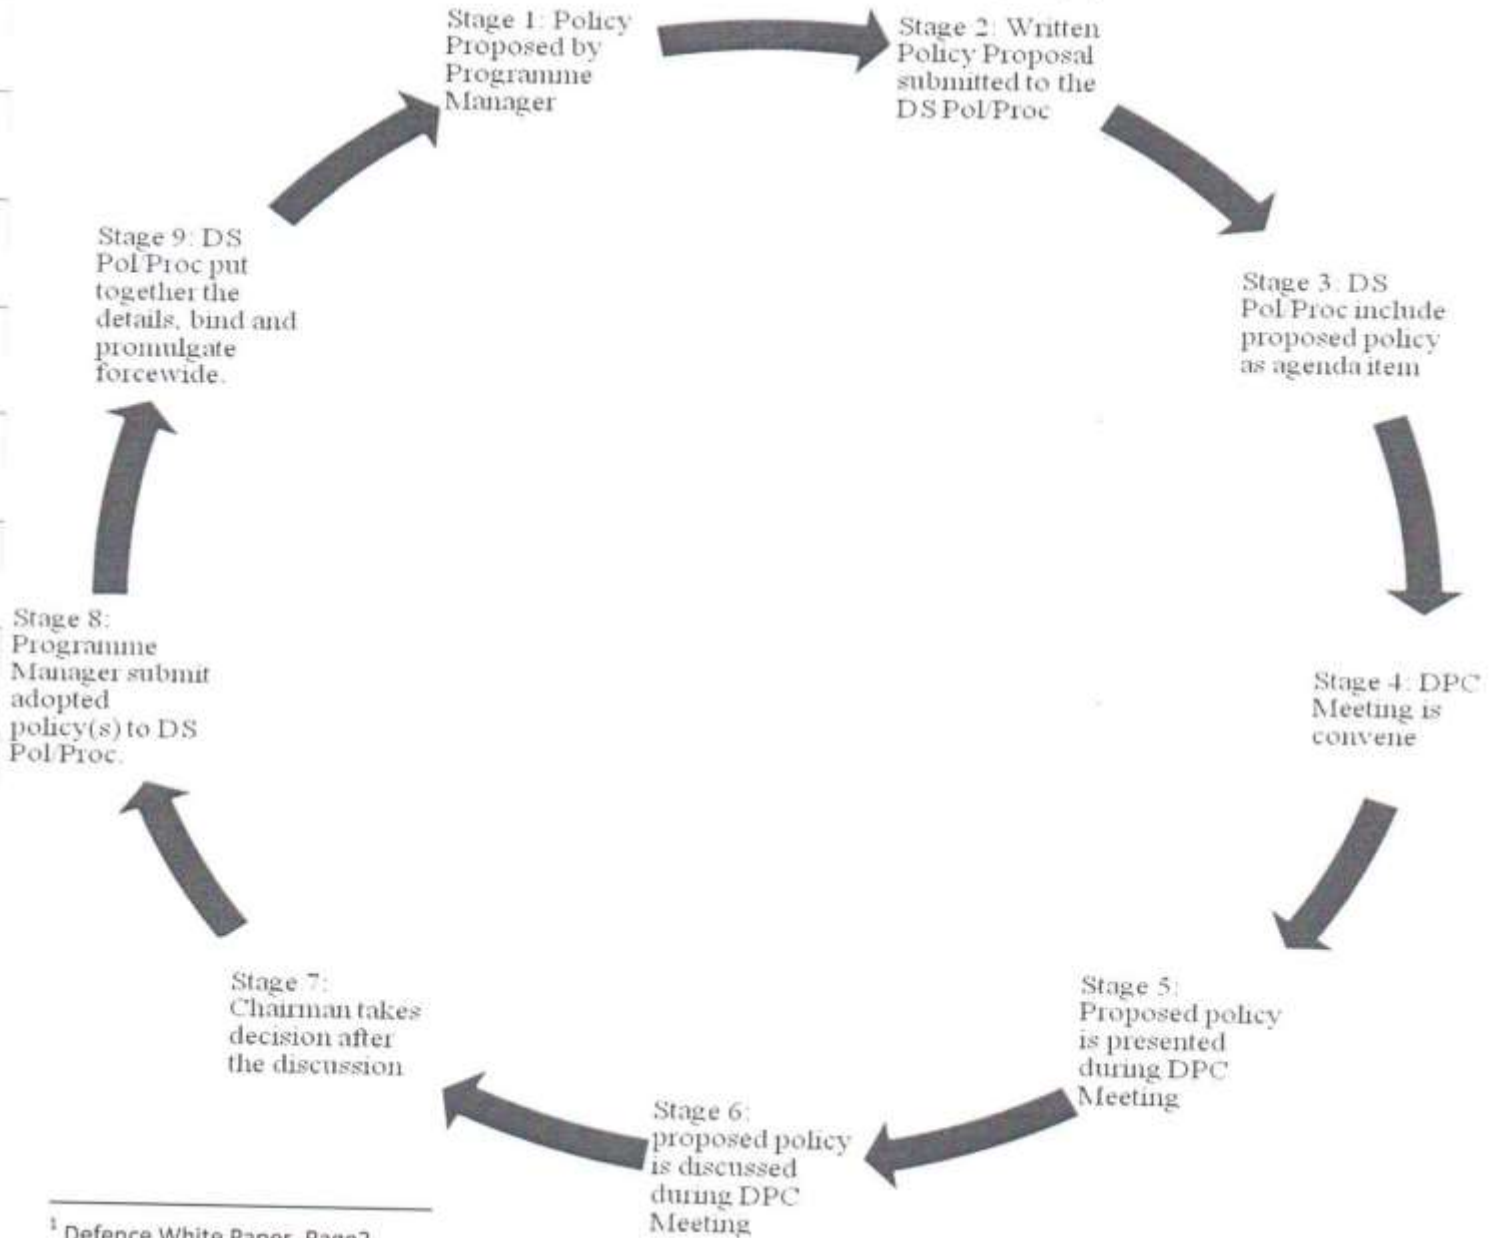 Stage 1: Policy
Proposed by
Programme
Manager
Stage 2: Written
Policy Proposal
submitted to the
DS Pol/Proc
Stage 3: DS
Pol/Proc include
proposed policy
as agenda item
Stage 4: DPC
Meeting is
convene
Stage 5:
Proposed policy
is presented
during DPC
Meeting
Stage 6:
proposed policy
is discussed
during DPC
Meeting
Stage 7:
Chairman takes
decision after
the discussion
Stage 8:
Programme
Manager submit
adopted
policy(s) to DS
Pol/Proc.
Stage 9: DS
Pol/Proc put
together the
details, bind and
promulgate
forcewide.
1 Defence White Paper, Page2